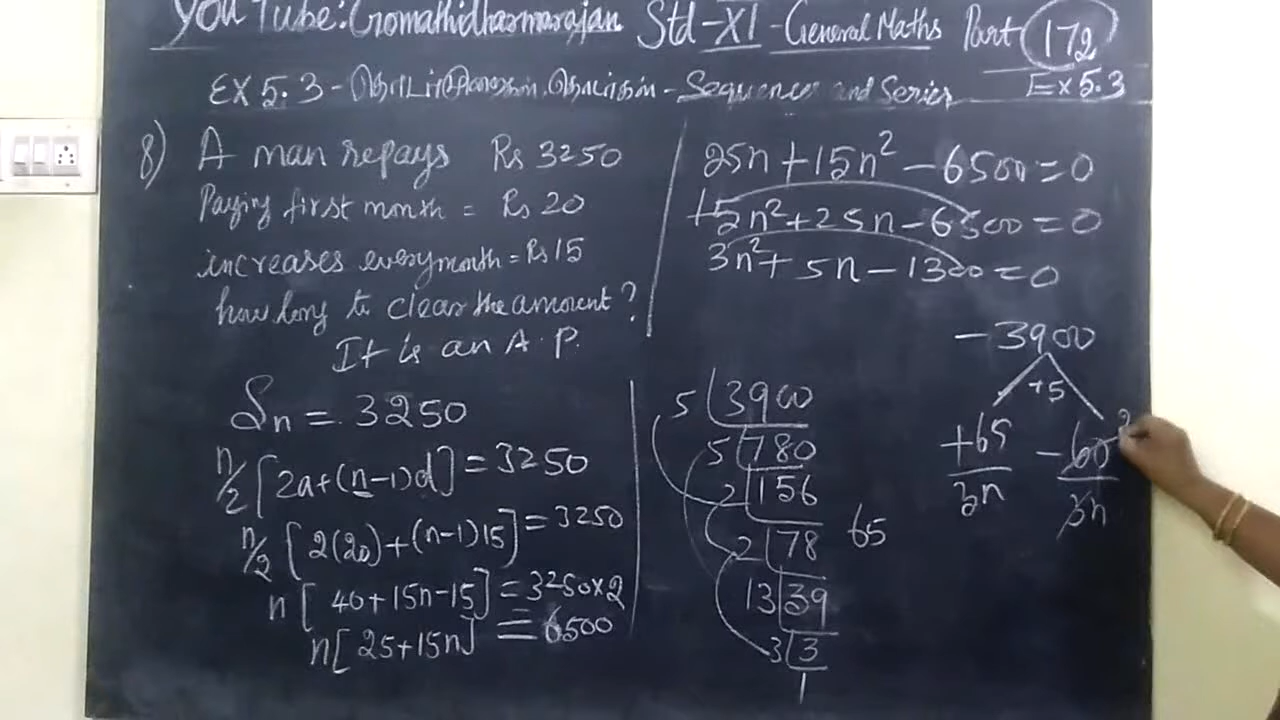 You Tube: Gomathidharmarajan Std-XI - General Maths Part 172
EX 5.3 - Sequences and Series EX 5.3
8) A man repays Rs 3250
Paying first month = Rs 20
increases every month = Rs 15
how long to clear the amount ?
It is an A.P.
Sn = 3250
n/2 [2a+(n-1)d] = 3250
n/2 [2(20)+(n-1)15] = 3250
n [ 40+15n-15] = 3250×2
n[ 25+15n] = 6500
25n + 15n² - 6500 = 0
15n² + 25n - 6500 = 0
3n² + 5n - 1300 = 0
- 3900
+5
+65 -60
3n 3n
5 3900
5 780
2 156
2 78 65
13 39
3 3
1